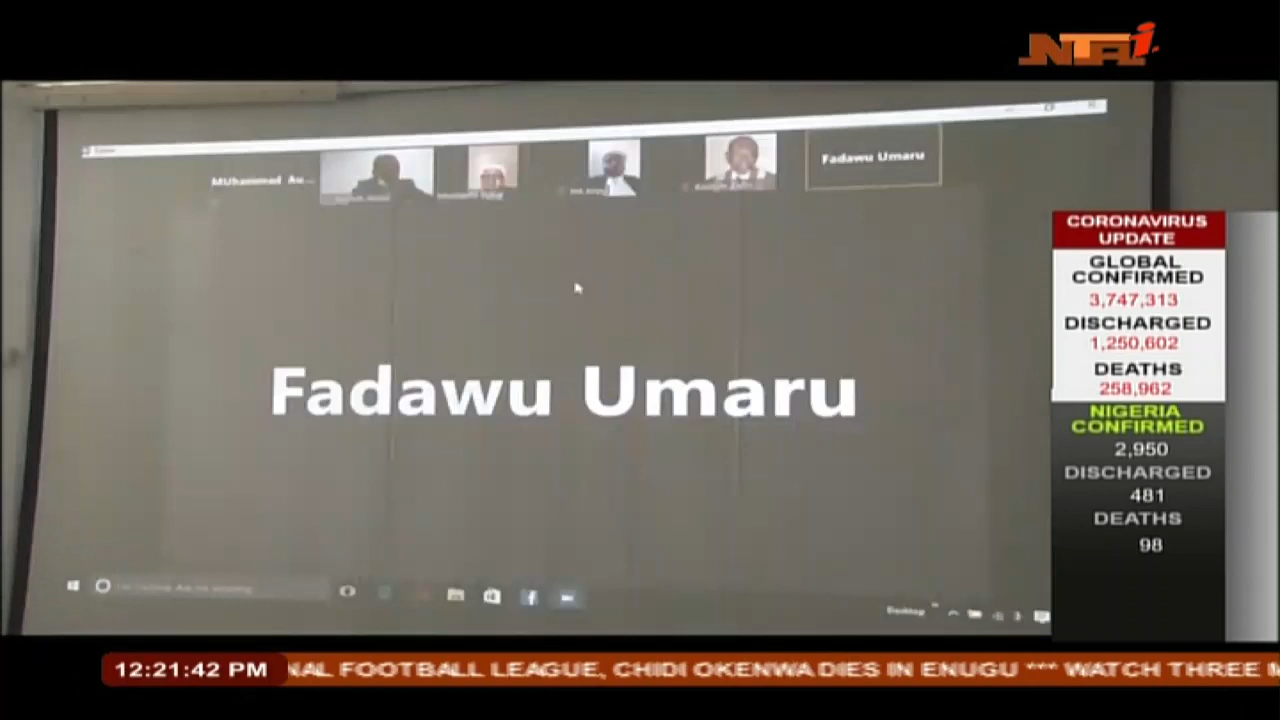 NTAi
MUhammad Au...
Fadawu Umaru
Fadawu Umaru
CORONAVIRUS
UPDATE
GLOBAL
CONFIRMED
3,747,313
DISCHARGED
1,250,602
DEATHS
258,962
NIGERIA
CONFIRMED
2,950
DISCHARGED
481
DEATHS
98
Desktop
12:21:42 PM
NAL FOOTBALL LEAGUE, CHIDI OKENWA DIES IN ENUGU *** WATCH THREE